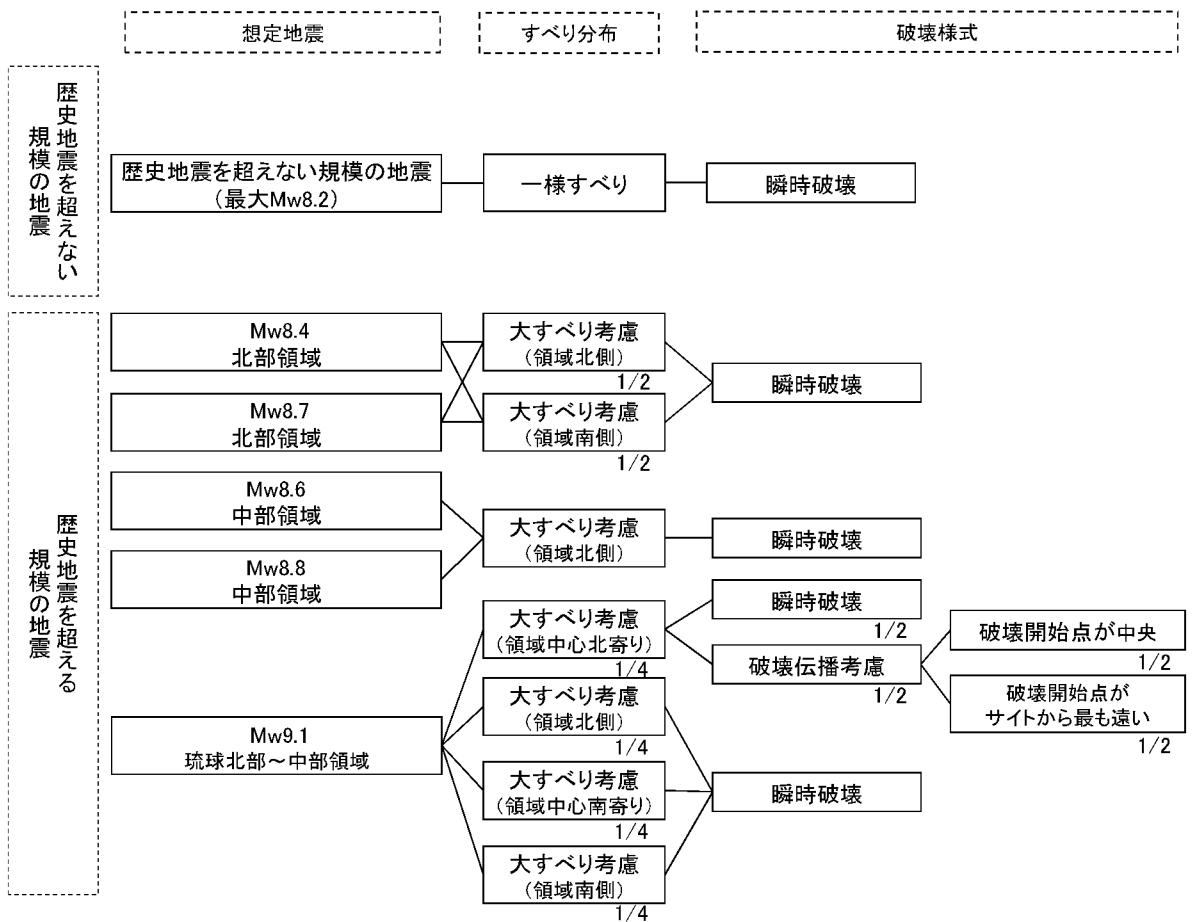 想定地震
すべり分布
破壊様式
歴史地震を超えない
規模の地震
歴史地震を超えない規模の地震
(最大Mw8.2)
一様すべり
瞬時破壊
歴史地震を超える
規模の地震
Mw8.4
北部領域
大すべり考慮
(領域北側)
1/2
瞬時破壊
Mw8.7
北部領域
大すべり考慮
(領域南側)
1/2
Mw8.6
中部領域
大すべり考慮
(領域北側)
瞬時破壊
Mw8.8
中部領域
大すべり考慮
(領域中心北寄り)
1/4
瞬時破壊
1/2
破壊伝播考慮
1/2
破壊開始点が中央
1/2
破壊開始点が
サイトから最も遠い
1/2
Mw9.1
琉球北部～中部領域
大すべり考慮
(領域北側)
1/4
大すべり考慮
(領域中心南寄り)
1/4
瞬時破壊
大すべり考慮
(領域南側)
1/4